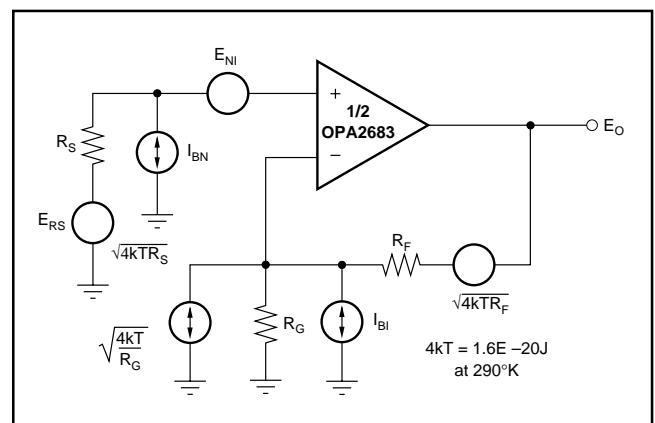 E_NI
+
1/2
OPA2683
−
E_O
R_S
I_BN
E_RS
√4kTR_S
R_F
√4kTR_F
√4kT/R_G
R_G
I_BI
4kT = 1.6E –20J
at 290°K